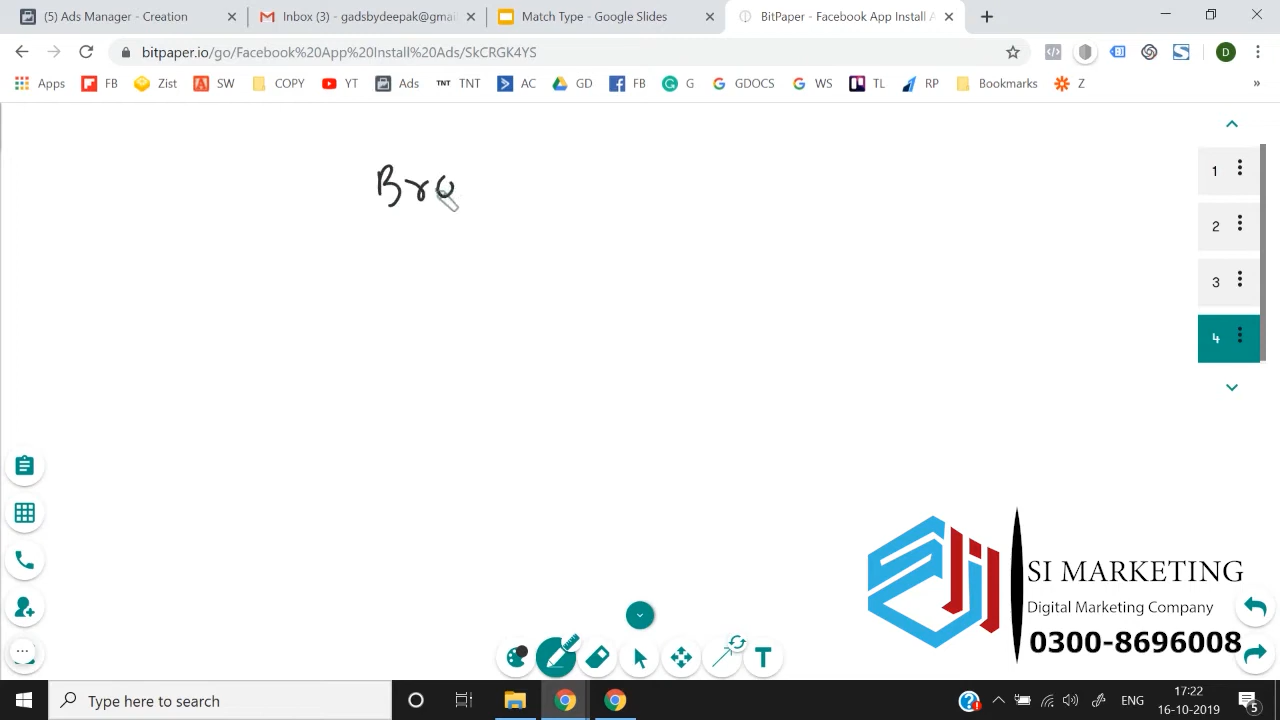 (5) Ads Manager - Creation
Inbox (3) - gadsbydeepak@gmai
Match Type - Google Slides
BitPaper - Facebook App Install A
bitpaper.io/go/Facebook%20App%20Install%20Ads/SkCRGK4YS
D
Apps FB Zist SW COPY YT Ads TNT TNT AC GD FB G GDOCS WS TL RP Bookmarks Z »
Bro
1
2
3
4
T
SI MARKETING
Digital Marketing Company
0300-8696008
Type here to search
ENG
17:22
16-10-2019
5